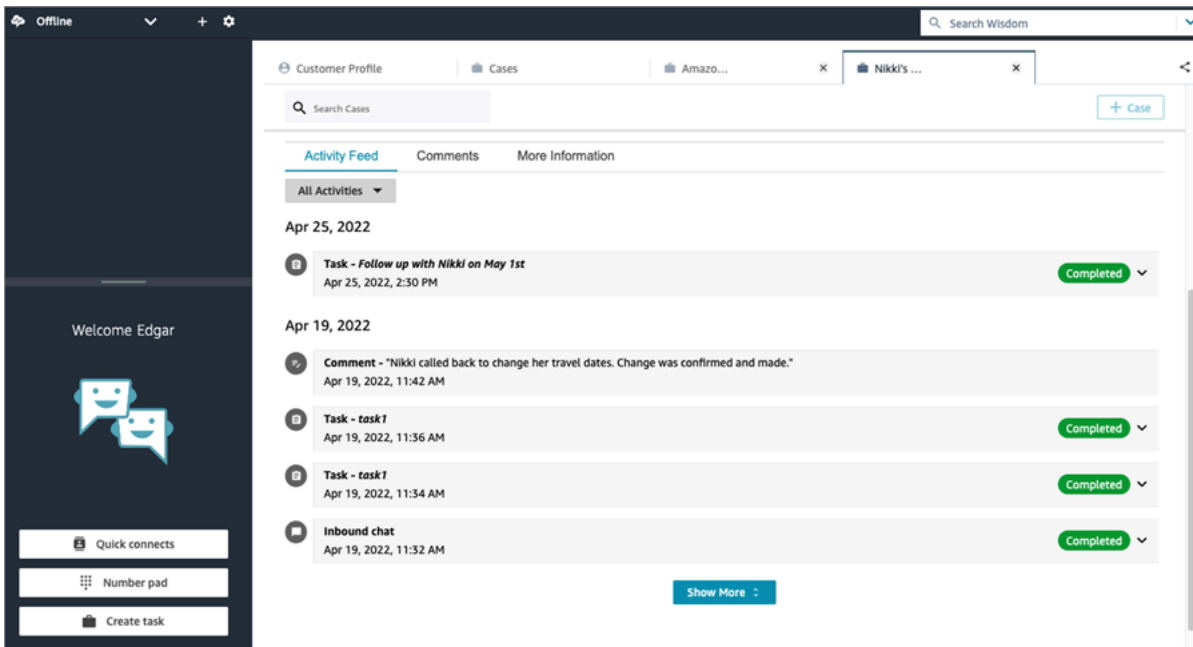 Offline
Search Wisdom
Customer Profile
Cases
Amazo...
Nikki's ...
Search Cases
+ Case
Activity Feed
Comments
More Information
All Activities
Apr 25, 2022
Task - Follow up with Nikki on May 1st
Apr 25, 2022, 2:30 PM
Completed
Apr 19, 2022
Comment - "Nikki called back to change her travel dates. Change was confirmed and made."
Apr 19, 2022, 11:42 AM
Task - task1
Apr 19, 2022, 11:36 AM
Completed
Task - task1
Apr 19, 2022, 11:34 AM
Completed
Inbound chat
Apr 19, 2022, 11:32 AM
Completed
Show More
Welcome Edgar
Quick connects
Number pad
Create task